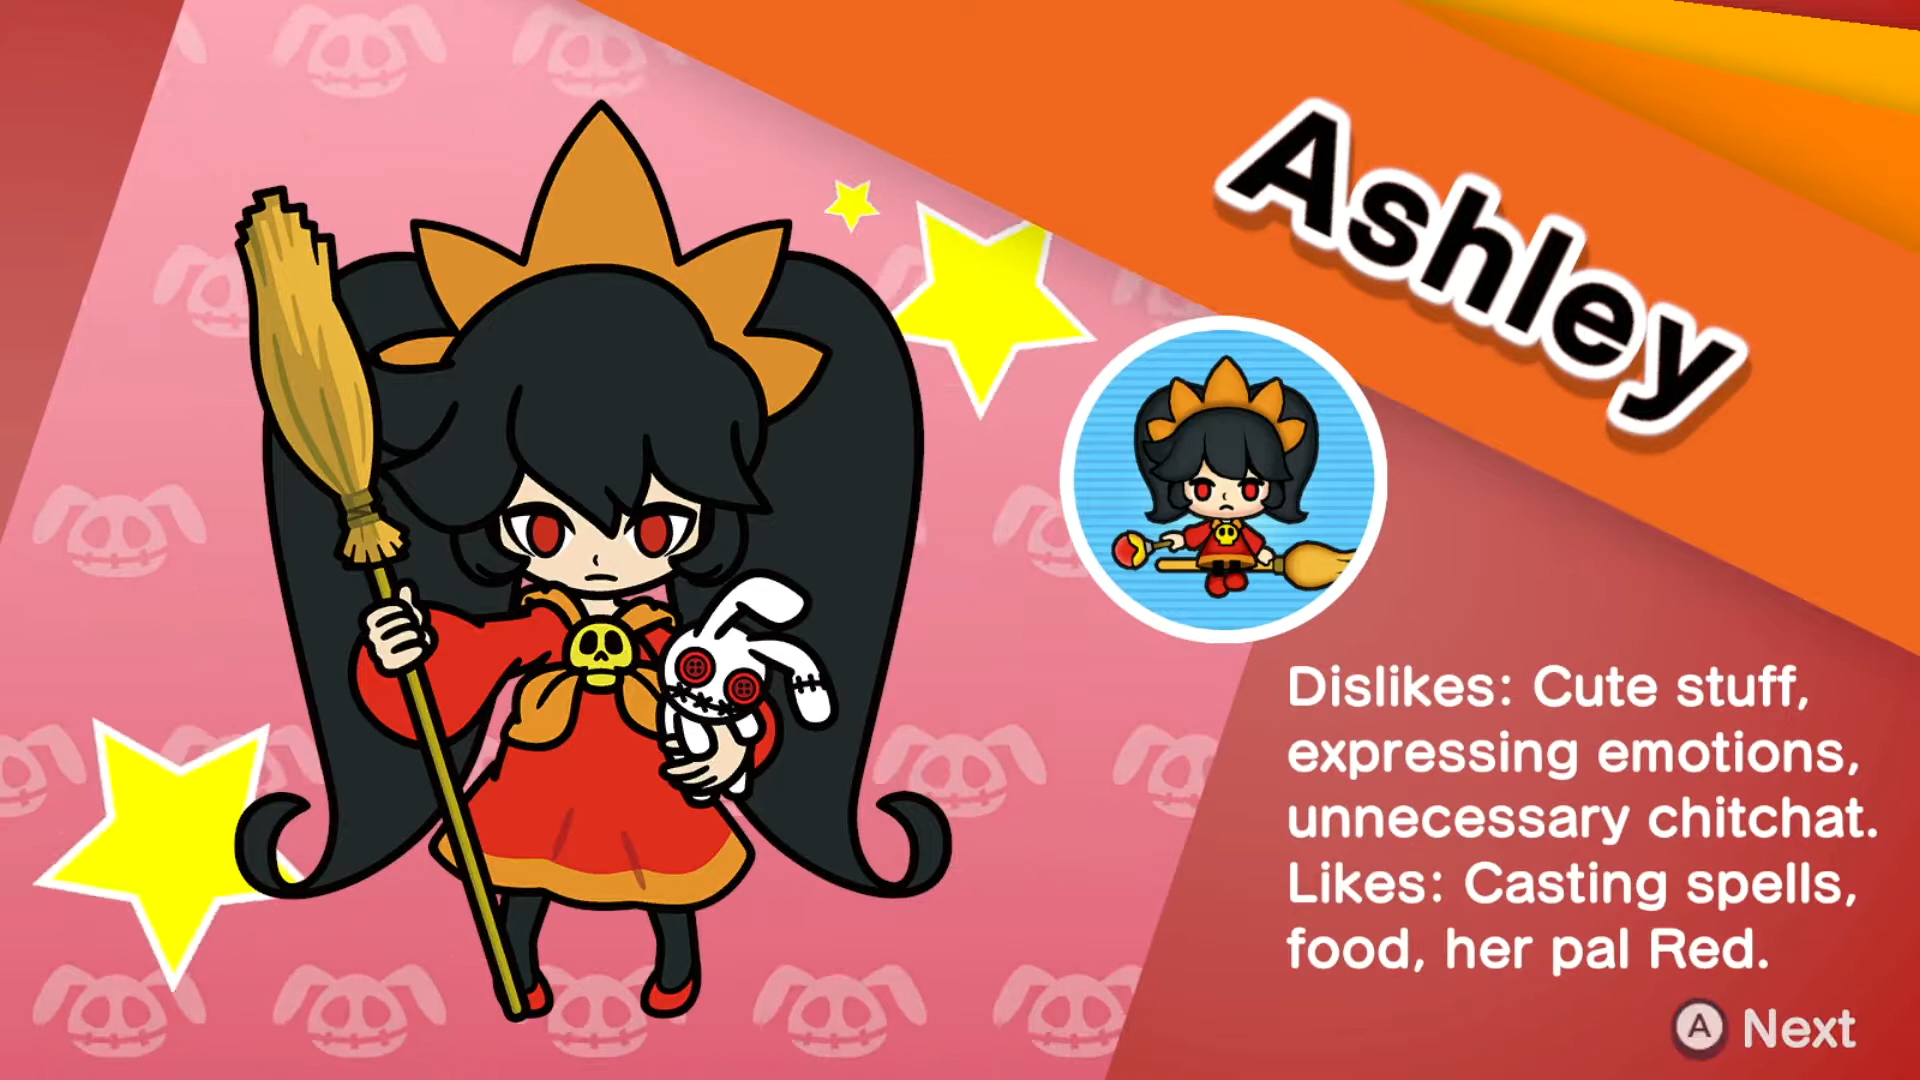 Ashley
Dislikes: Cute stuff,
expressing emotions,
unnecessary chitchat.
Likes: Casting spells,
food, her pal Red.
A Next